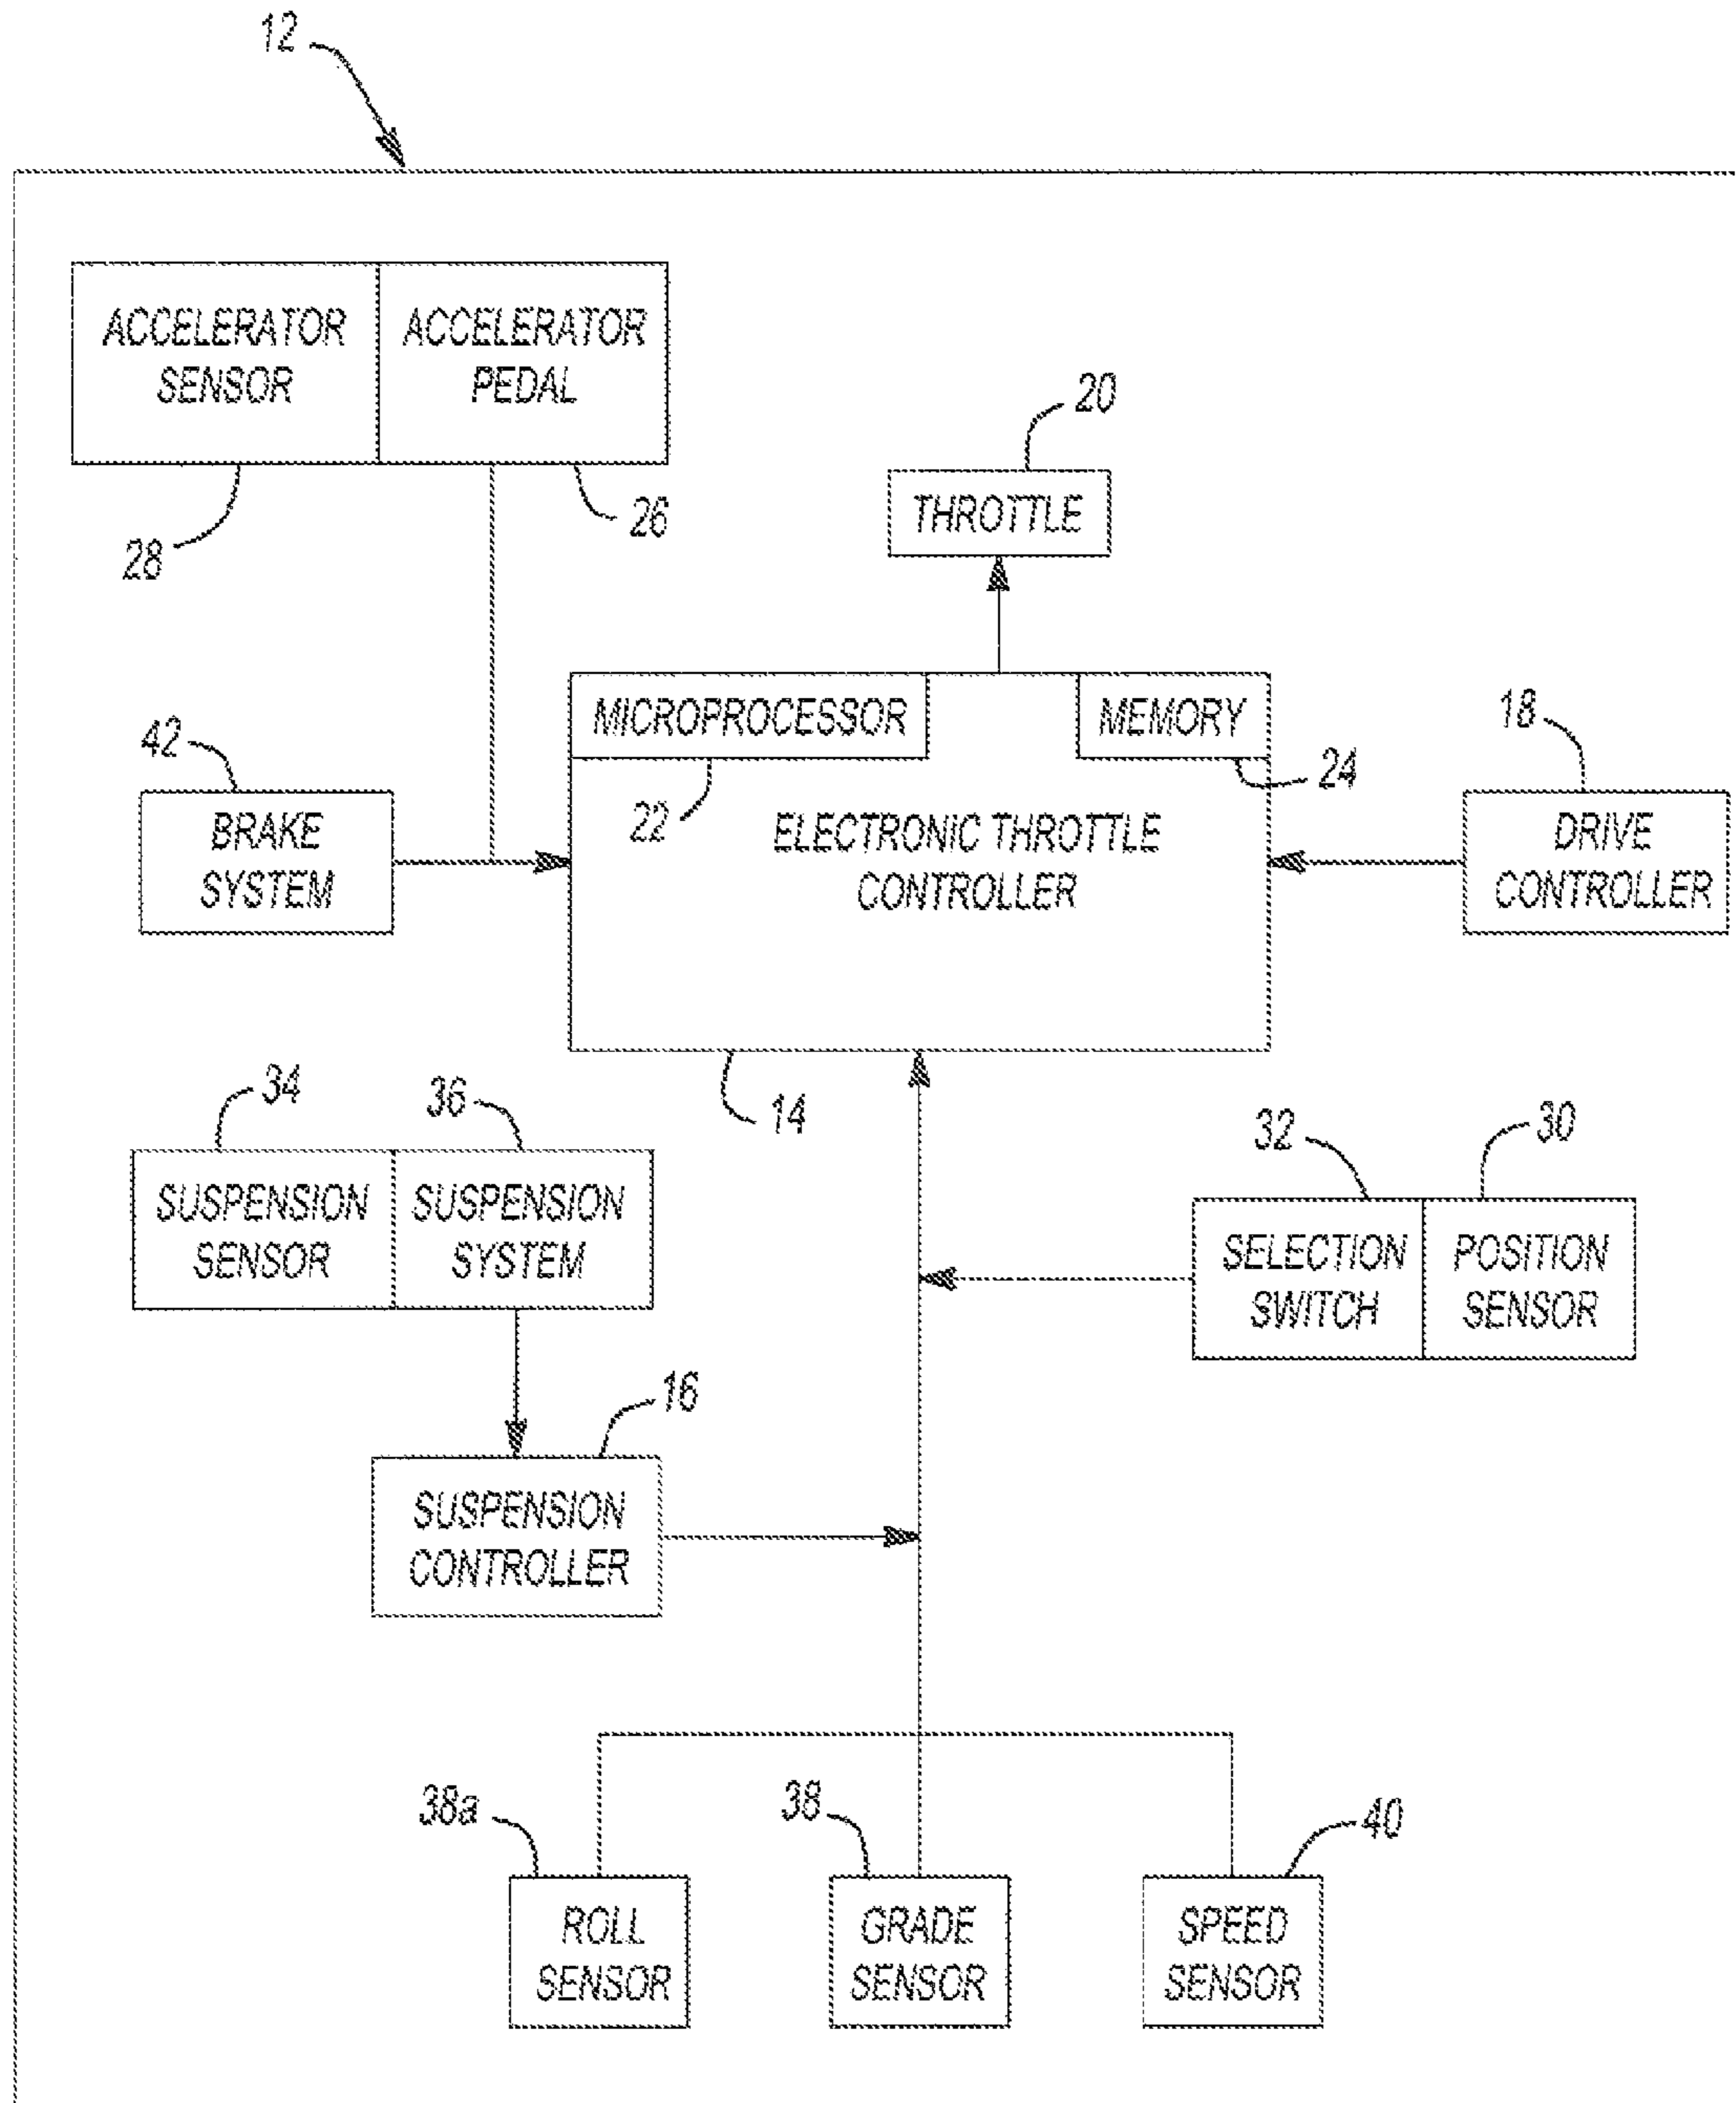 12
ACCELERATOR
SENSOR
ACCELERATOR
PEDAL
28
26
20
THROTTLE
MICROPROCESSOR
MEMORY
22
24
ELECTRONIC THROTTLE
CONTROLLER
14
42
BRAKE
SYSTEM
18
DRIVE
CONTROLLER
34
36
SUSPENSION
SENSOR
SUSPENSION
SYSTEM
32
30
SELECTION
SWITCH
POSITION
SENSOR
16
SUSPENSION
CONTROLLER
38a
38
40
ROLL
SENSOR
GRADE
SENSOR
SPEED
SENSOR